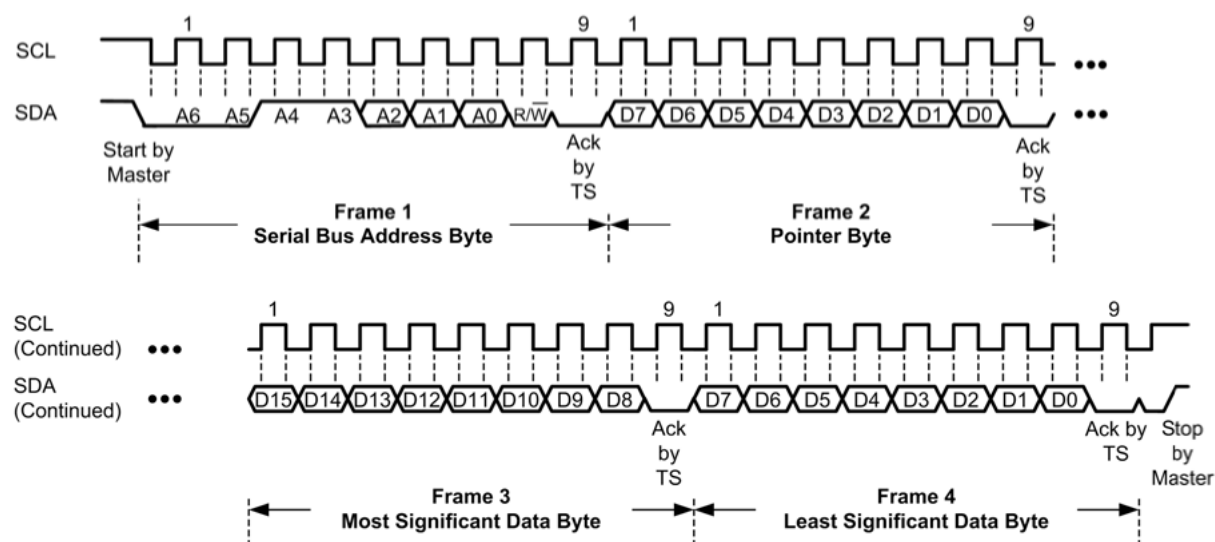 1 9 1 9
SCL
SDA A6 A5 A4 A3 A2 A1 A0 R/W D7 D6 D5 D4 D3 D2 D1 D0
Start by
Master
Ack
by
TS
Ack
by
TS
Frame 1
Serial Bus Address Byte
Frame 2
Pointer Byte
1 9 1 9
SCL
(Continued)
SDA
(Continued)
D15 D14 D13 D12 D11 D10 D9 D8 D7 D6 D5 D4 D3 D2 D1 D0
Ack
by
TS
Ack by
TS
Stop
by
Master
Frame 3
Most Significant Data Byte
Frame 4
Least Significant Data Byte